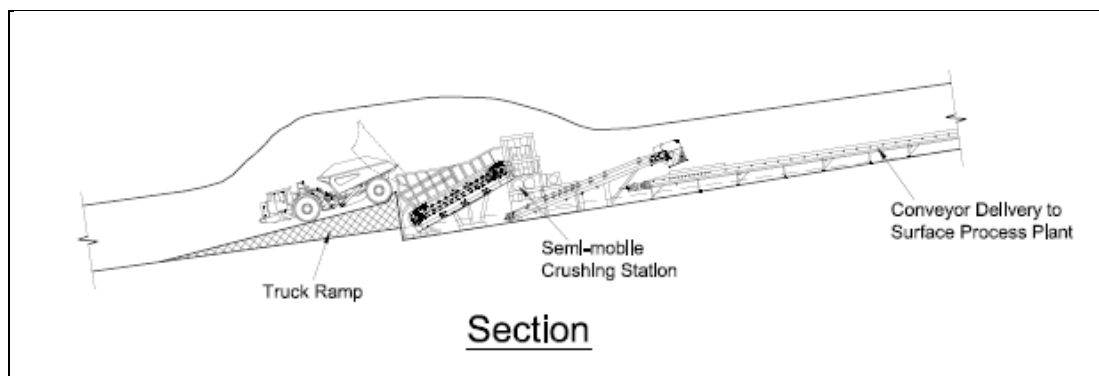 Conveyor Delivery to
Surface Process Plant
Semi-mobile
Crushing Station
Truck Ramp
Section